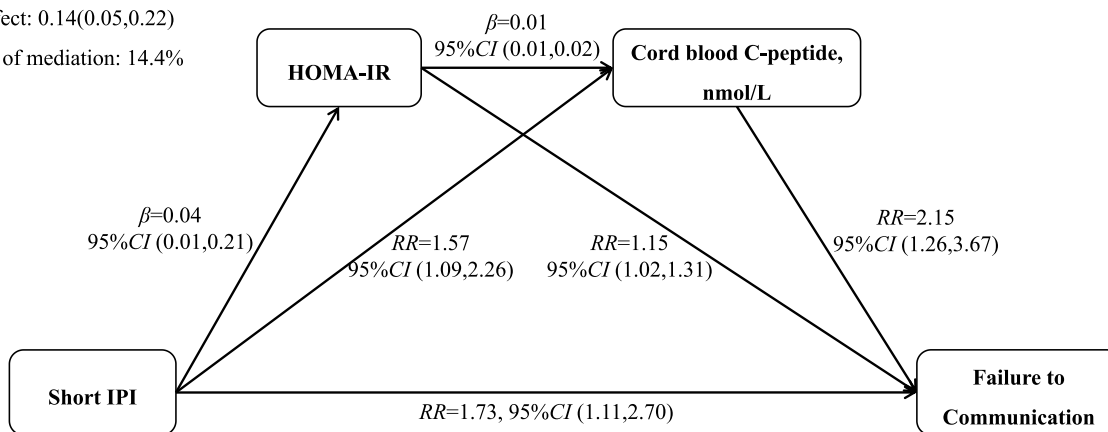 fect: 0.14(0.05,0.22)
of mediation: 14.4%
β=0.01
95%CI (0.01,0.02)
HOMA-IR
Cord blood C-peptide,
nmol/L
β=0.04
95%CI (0.01,0.21)
RR=1.57
95%CI (1.09,2.26)
RR=1.15
95%CI (1.02,1.31)
RR=2.15
95%CI (1.26,3.67)
Short IPI
RR=1.73, 95%CI (1.11,2.70)
Failure to
Communication